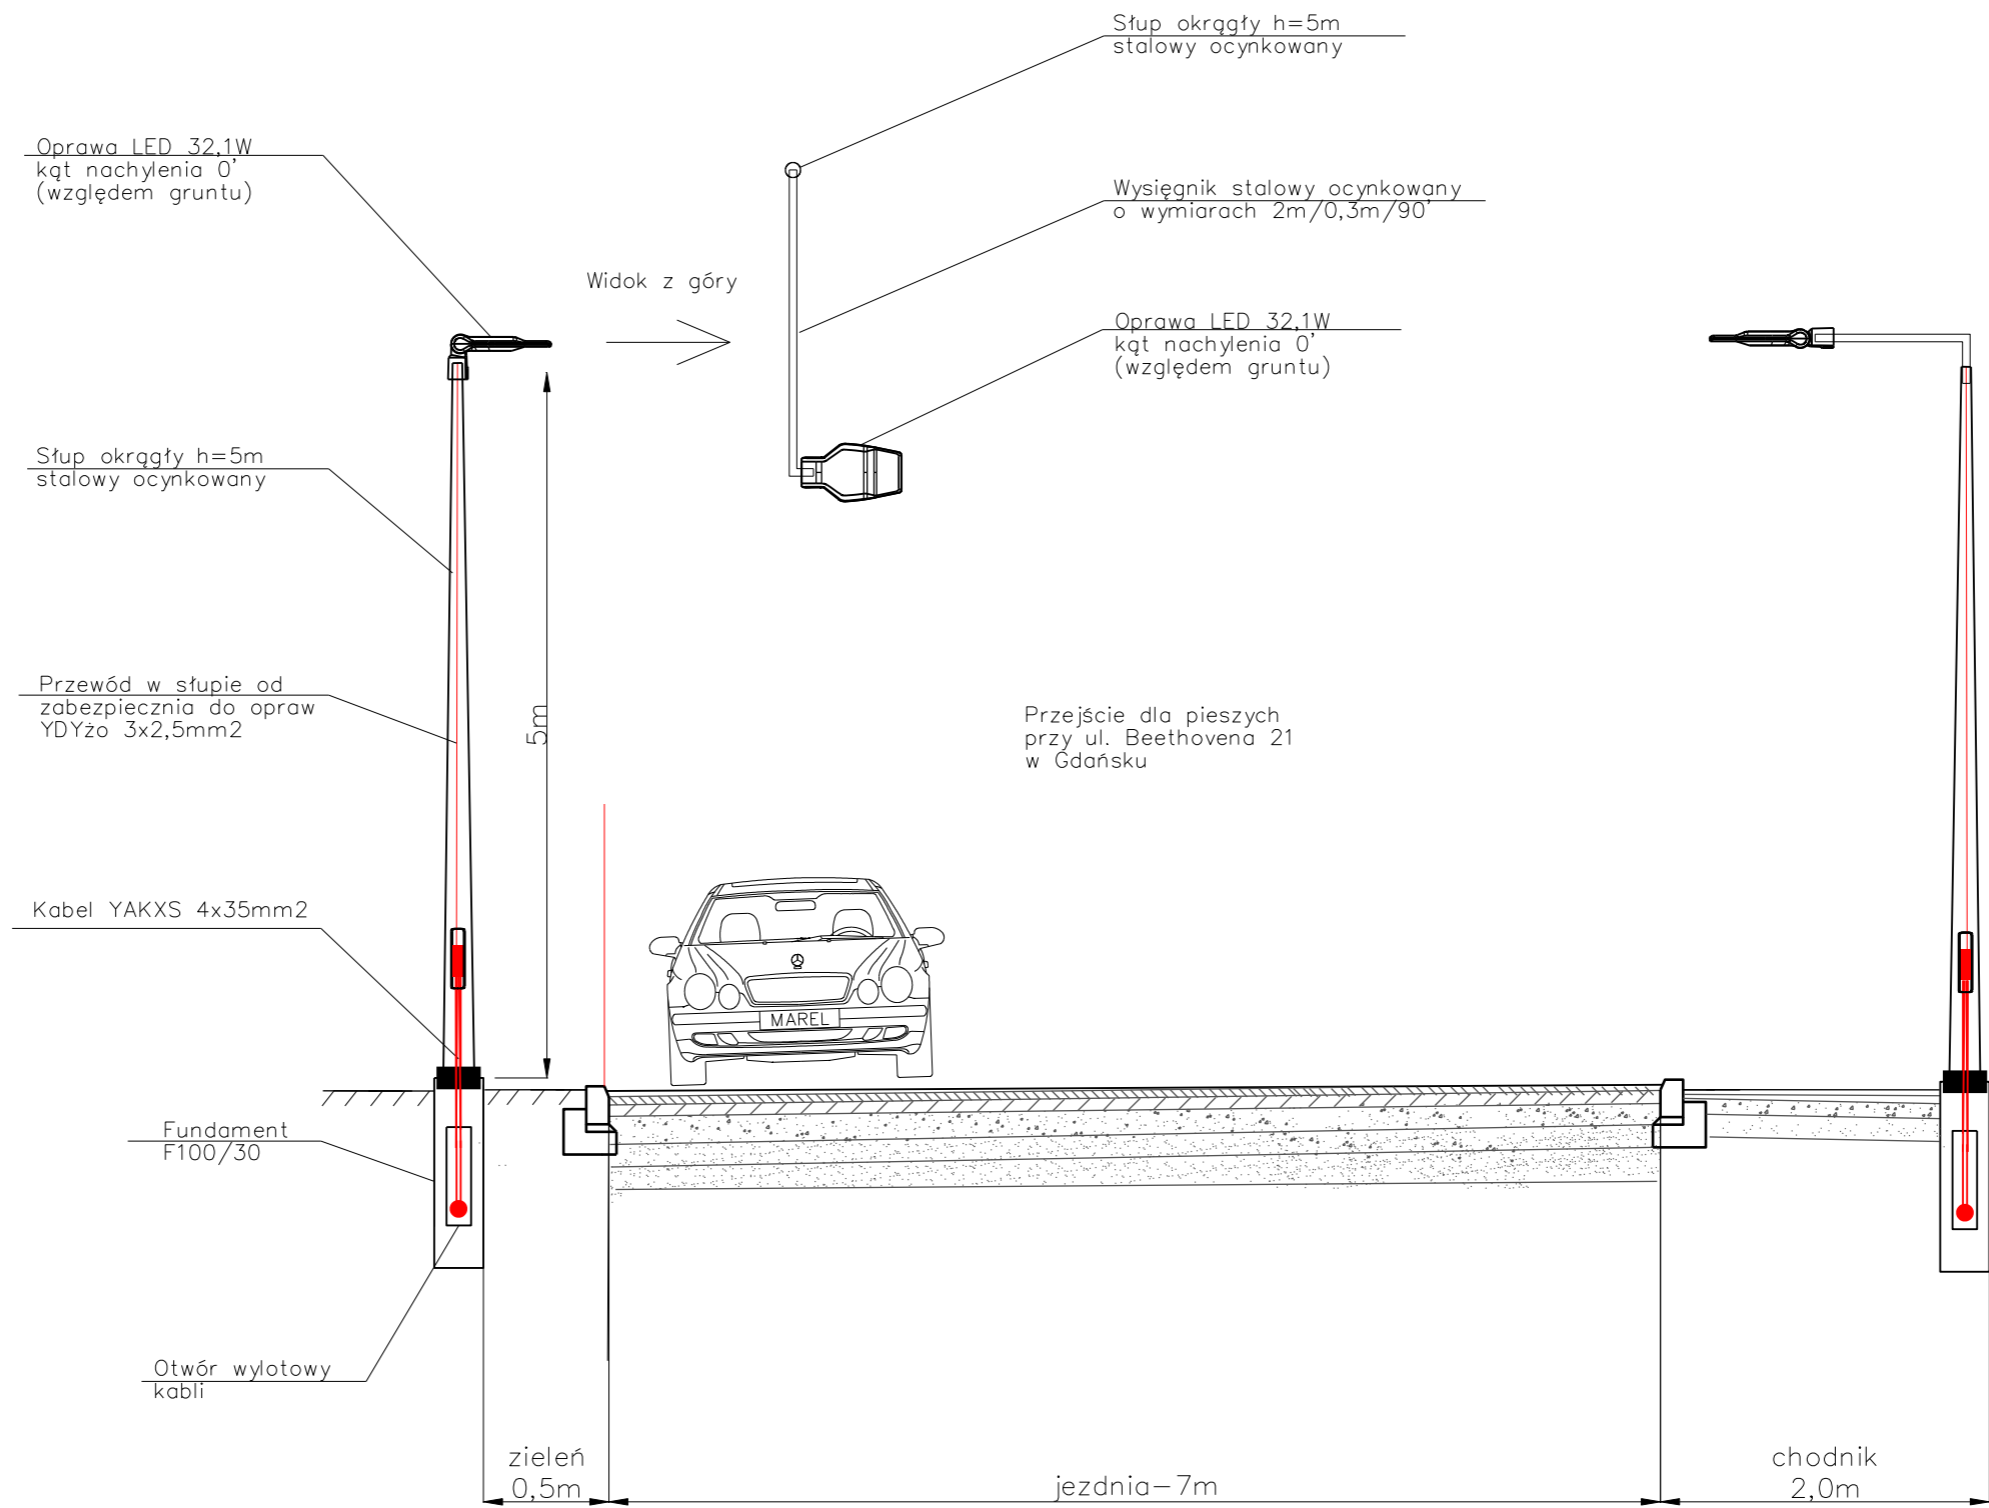 Słup okrągły h=5m
stalowy ocynkowany
Oprawa LED 32,1W
kąt nachylenia 0'
(względem gruntu)
Wysięgnik stalowy ocynkowany
o wymiarach 2m/0,3m/90'
Widok z góry
Oprawa LED 32,1W
kąt nachylenia 0'
(względem gruntu)
Słup okrągły h=5m
stalowy ocynkowany
Przewód w słupie od
zabezpiecznia do opraw
YDYżo 3x2,5mm2
5m
Przejście dla pieszych
przy ul. Beethovena 21
w Gdańsku
Kabel YAKXS 4x35mm2
MAREL
Fundament
F100/30
Otwór wylotowy
kabli
zieleń
0,5m
jezdnia-7m
chodnik
2,0m